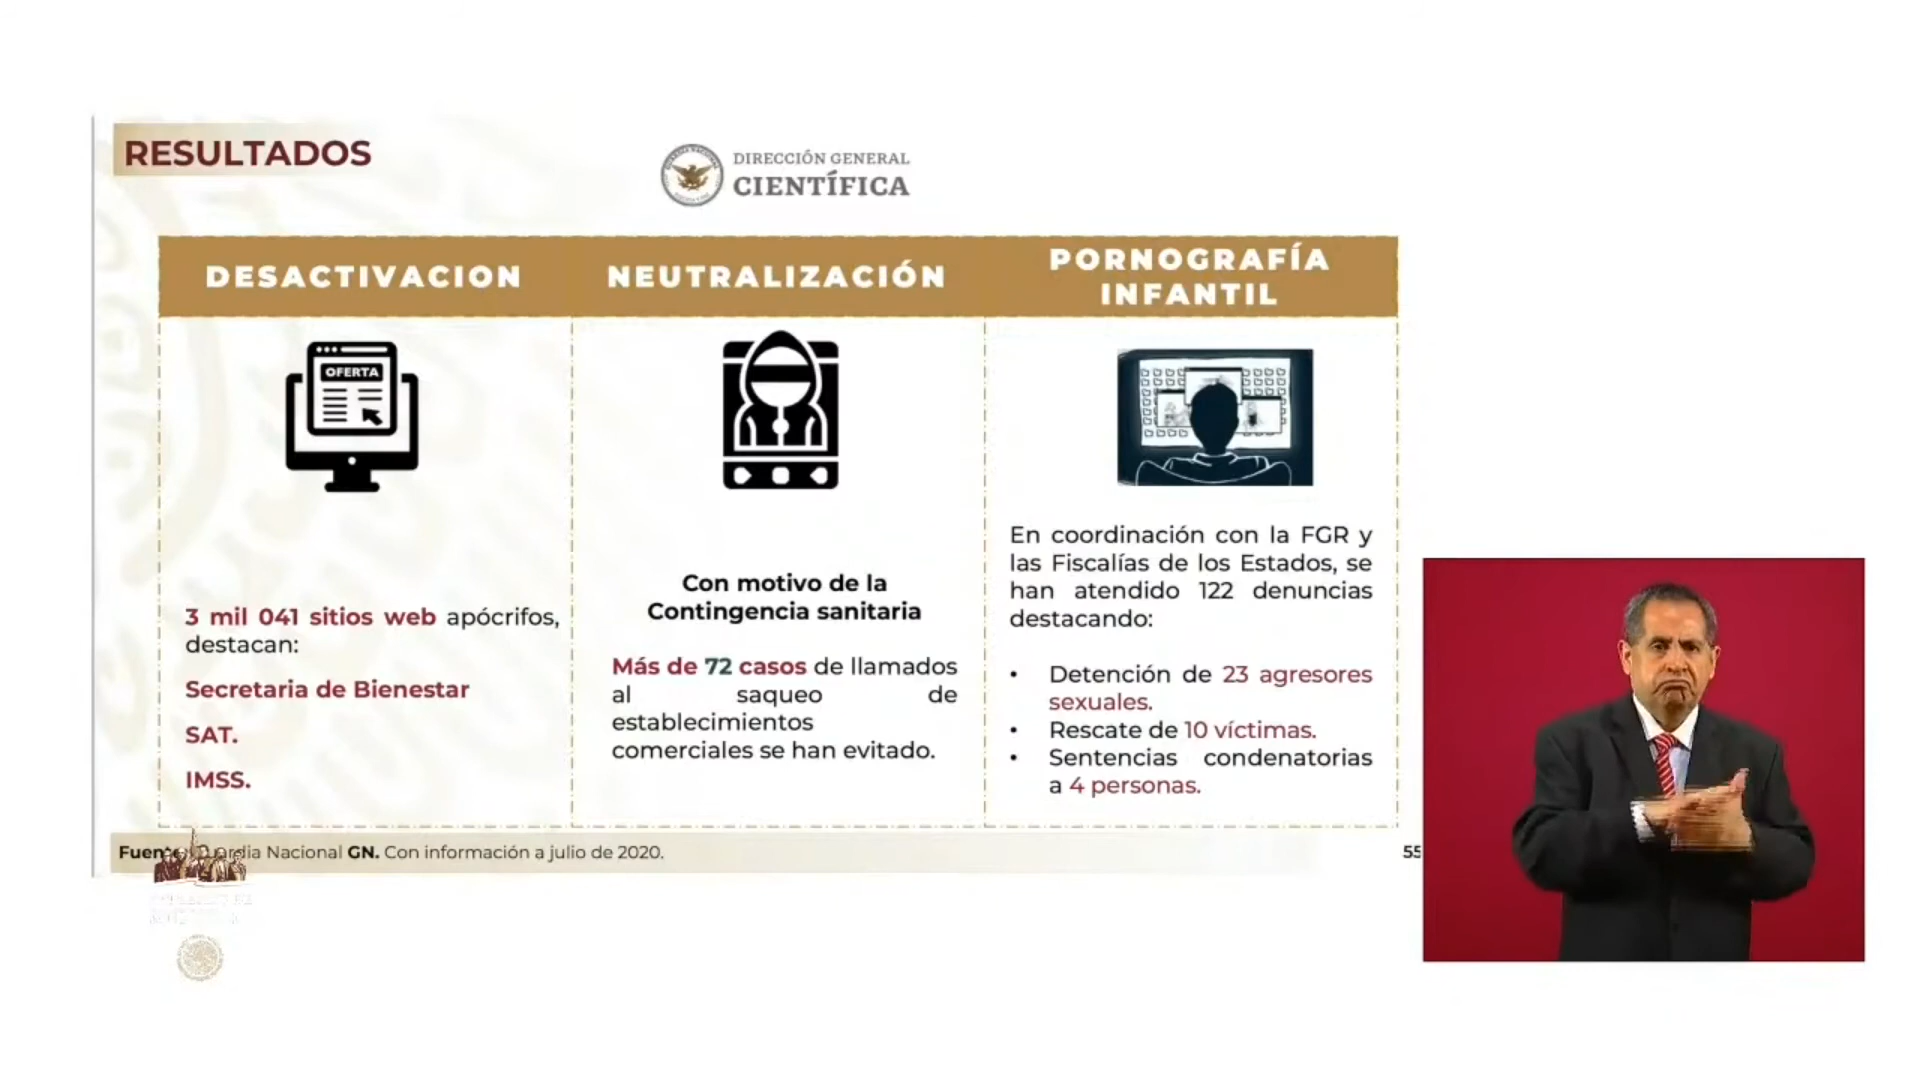 RESULTADOS
DIRECCIÓN GENERAL
CIENTÍFICA
DESACTIVACION
OFERTA
3 mil 041 sitios web apócrifos,
destacan:
Secretaria de Bienestar
SAT.
IMSS.
NEUTRALIZACIÓN
Con motivo de la
Contingencia sanitaria
Más de 72 casos de llamados
al saqueo de
establecimientos
comerciales se han evitado.
PORNOGRAFÍA
INFANTIL
En coordinación con la FGR y
las Fiscalías de los Estados, se
han atendido 122 denuncias
destacando:
• Detención de 23 agresores
sexuales.
• Rescate de 10 víctimas.
• Sentencias condenatorias
a 4 personas.
Nacional GN. Con información a julio de 2020.
55